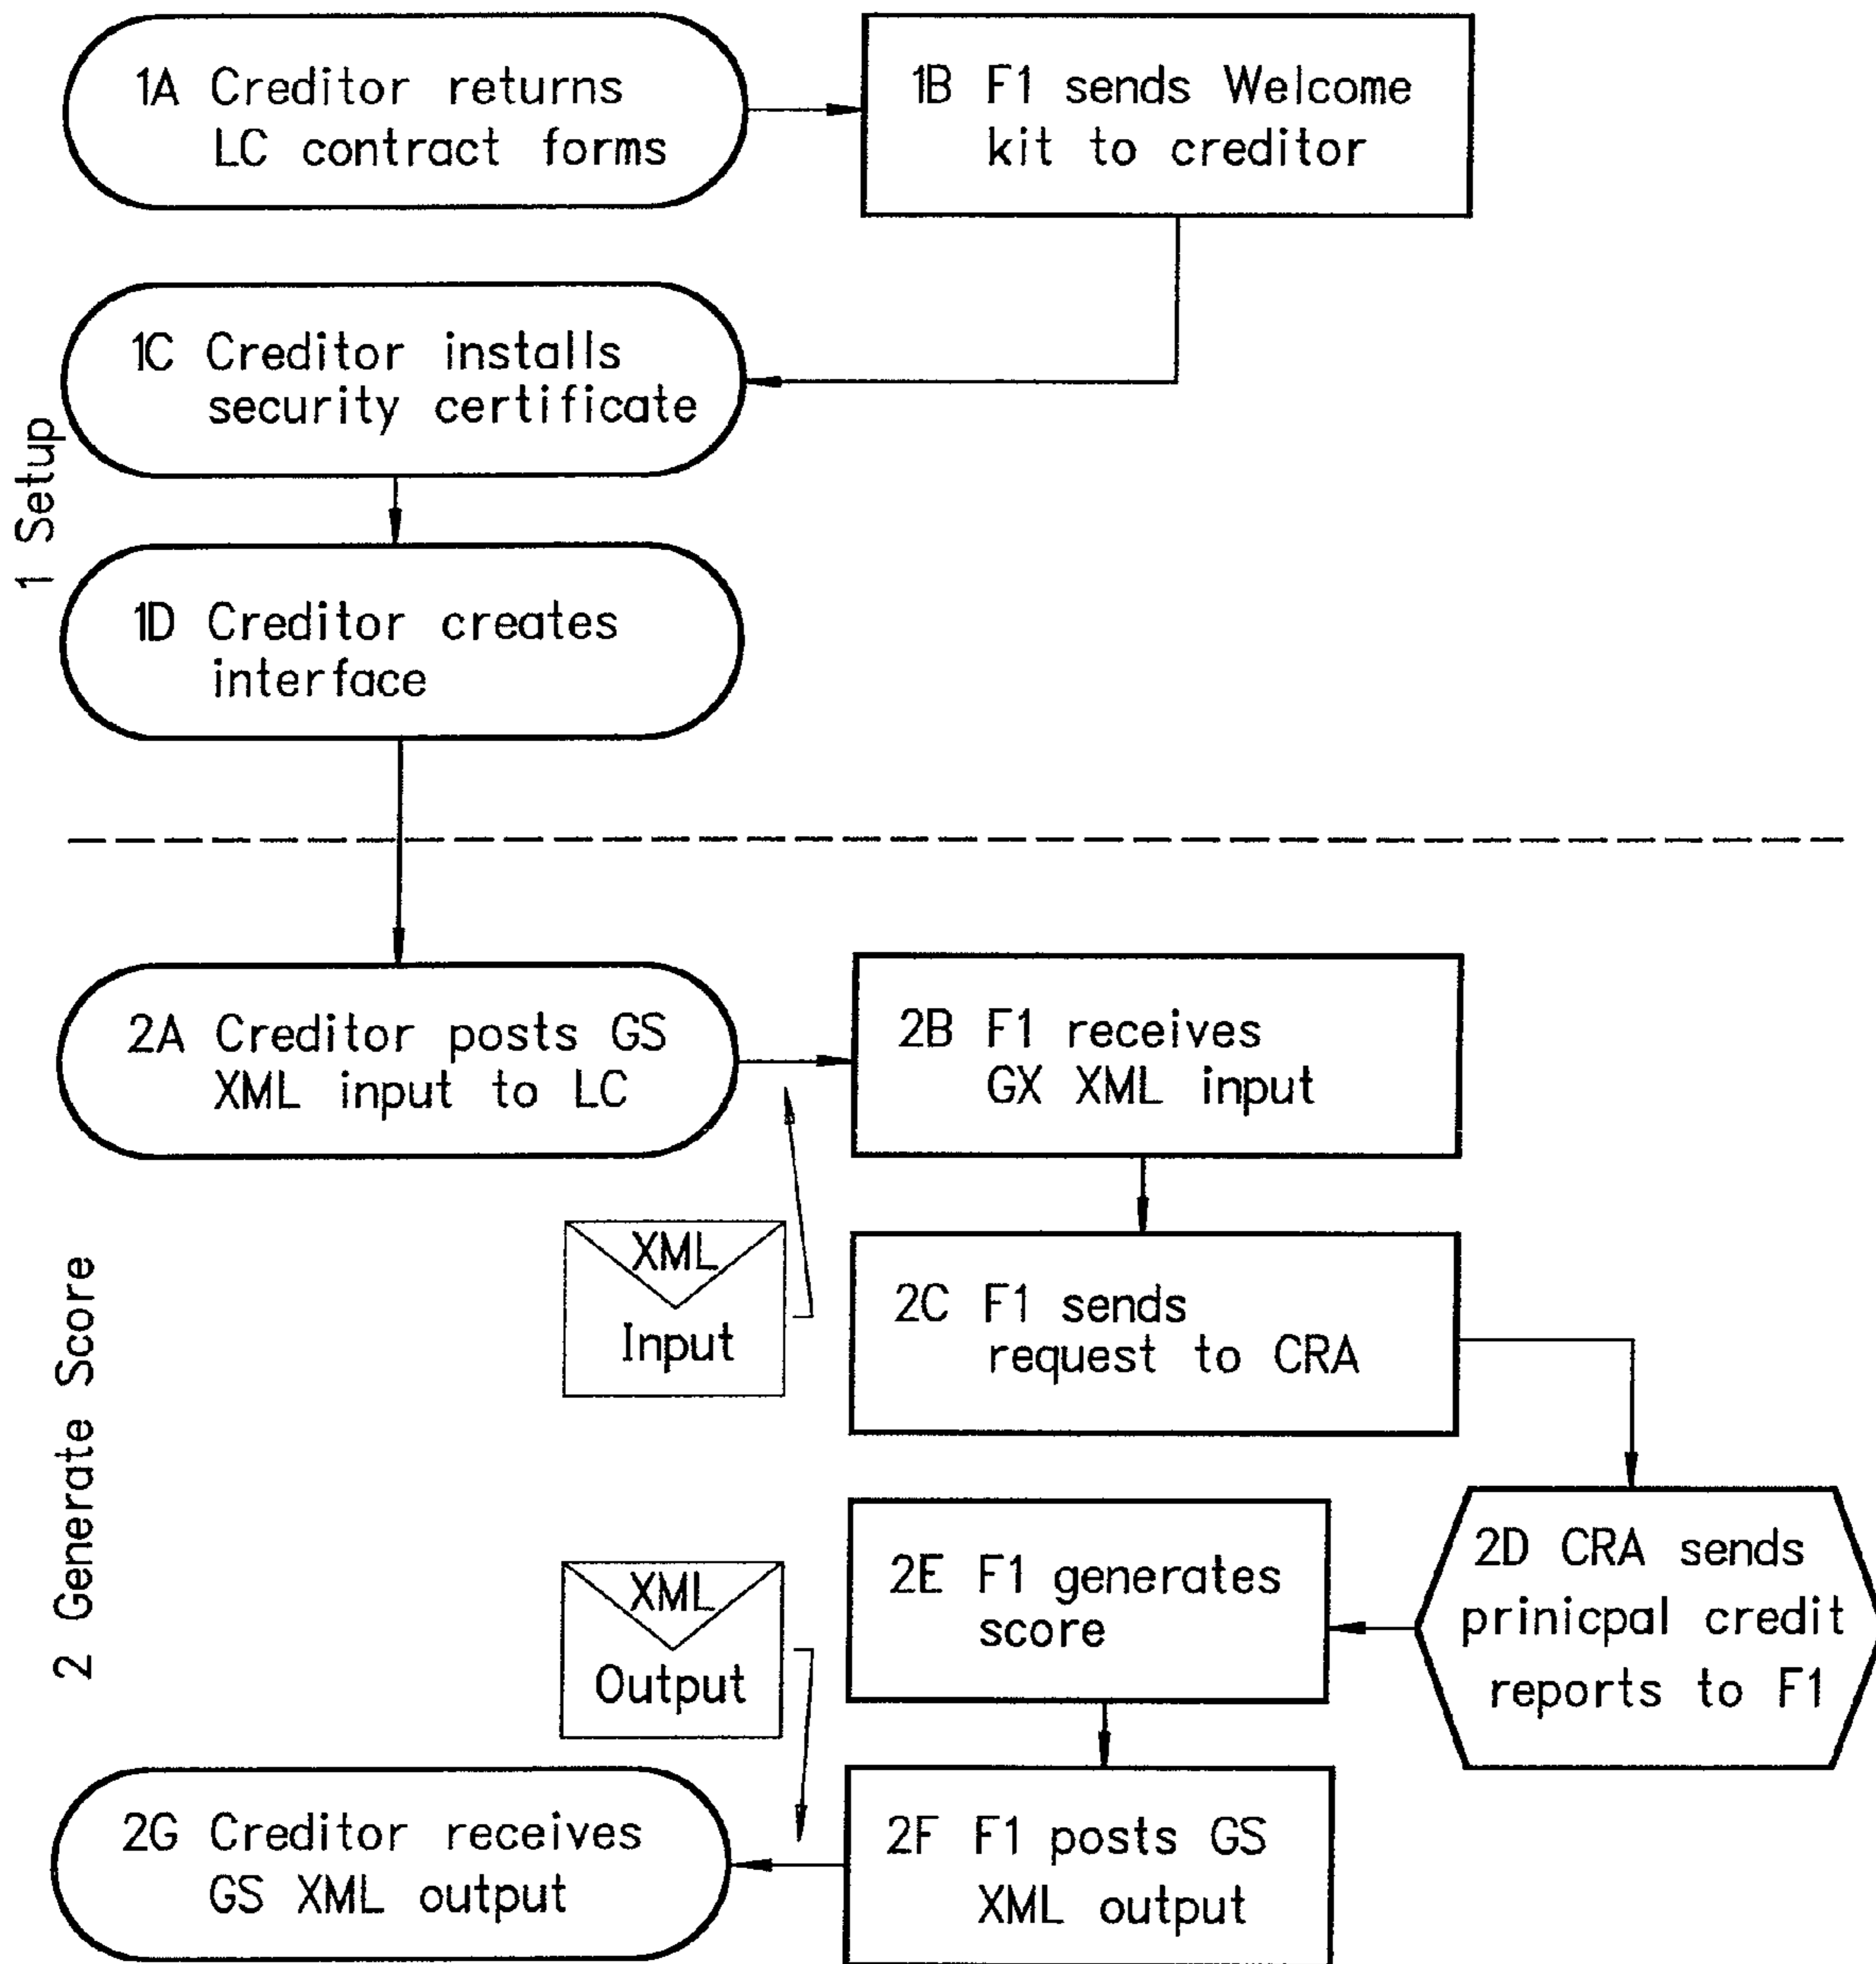 1A Creditor returns
LC contract forms
1B F1 sends Welcome
kit to creditor
1C Creditor installs
security certificate
1 Setup
1D Creditor creates
interface
2A Creditor posts GS
XML input to LC
2B F1 receives
GX XML input
XML
Input
2C F1 sends
request to CRA
2 Generate Score
2D CRA sends
prinicpal credit
reports to F1
2E F1 generates
score
XML
Output
2F F1 posts GS
XML output
2G Creditor receives
GS XML output